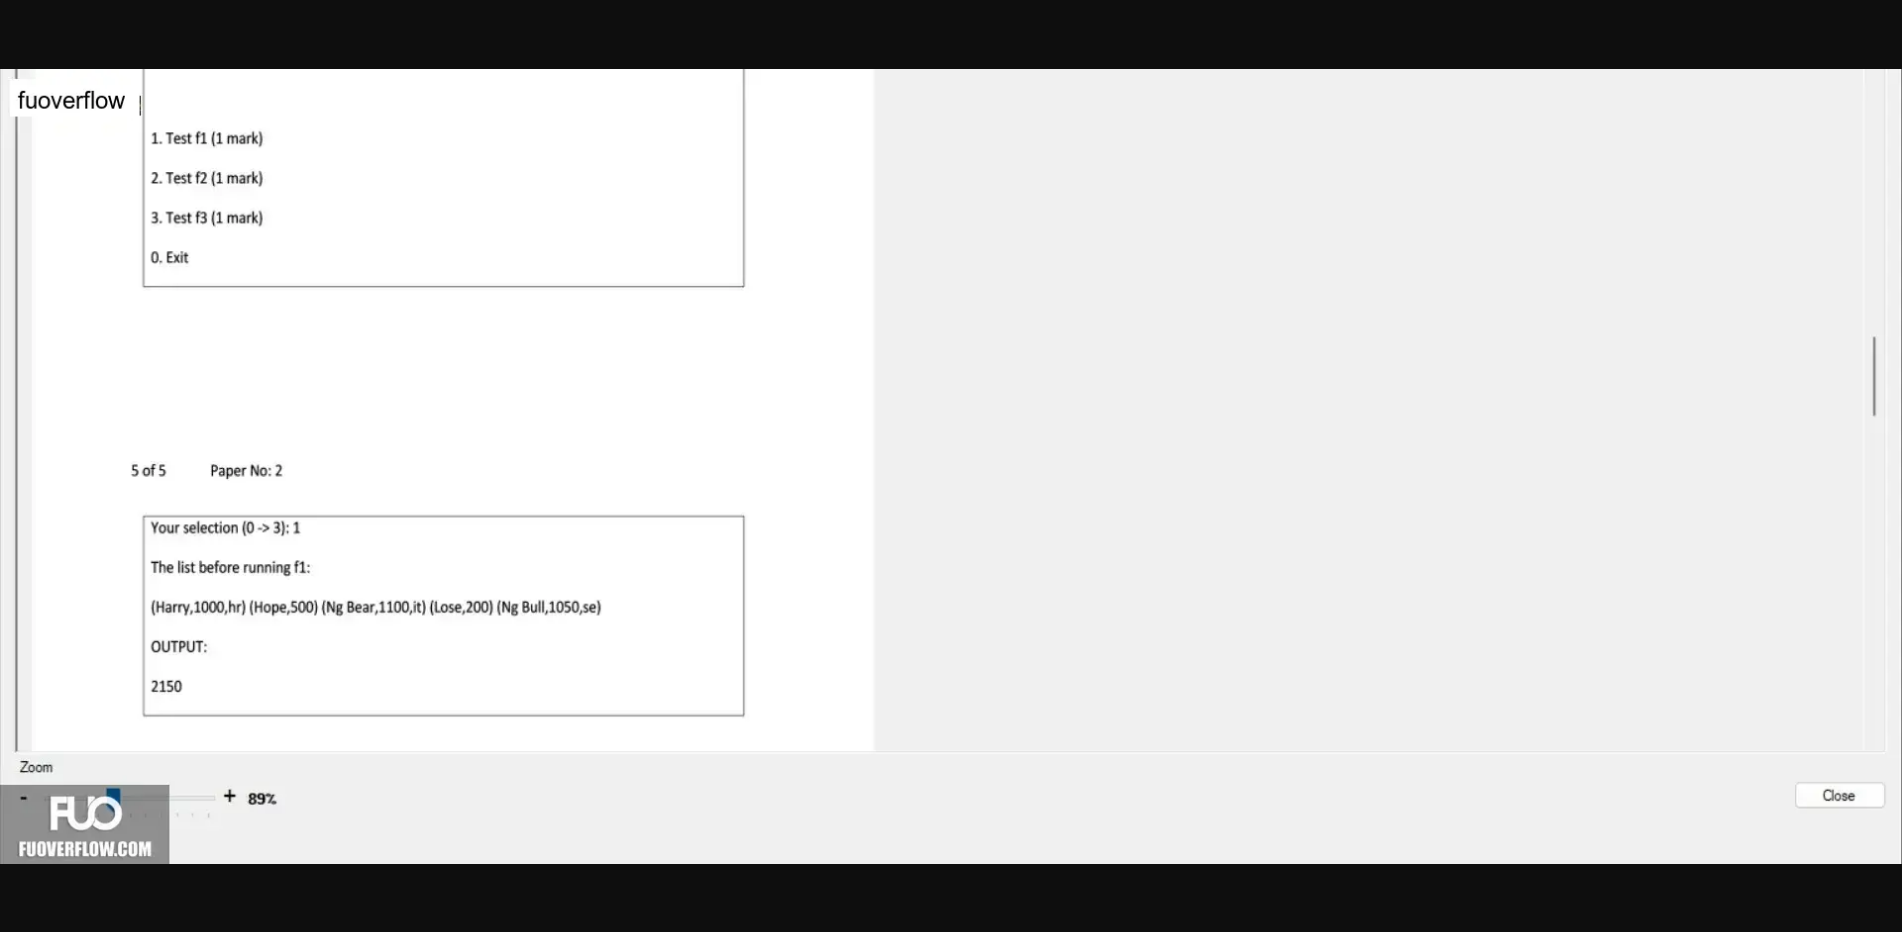 fuoverflow
1. Test f1 (1 mark)
2. Test f2 (1 mark)
3. Test f3 (1 mark)
0. Exit
5 of 5 Paper No: 2
Your selection (0 -> 3): 1
The list before running f1:
(Harry,1000,hr) (Hope,500) (Ng Bear,1100,it) (Lose,200) (Ng Bull,1050,se)
OUTPUT:
2150
Zoom
- + 89%
Close
FUO
FUOVERFLOW.COM